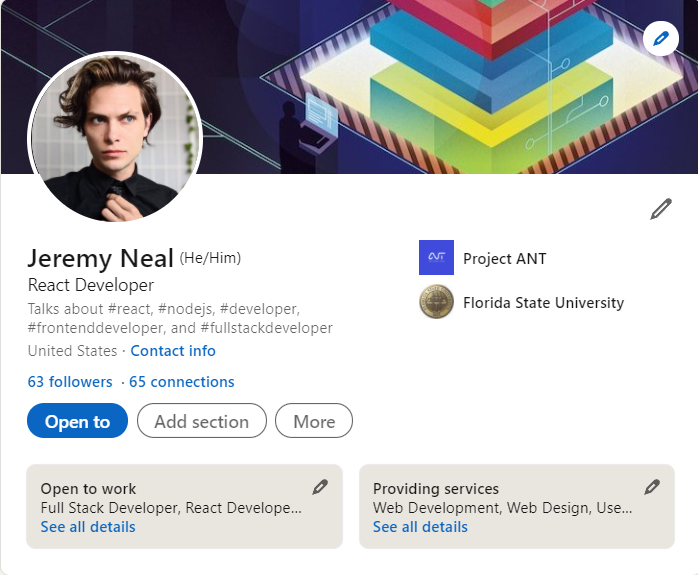 Jeremy Neal (He/Him)
React Developer
Talks about #react, #nodejs, #developer,
#frontenddeveloper, and #fullstackdeveloper
United States · Contact info
63 followers · 65 connections
Open to
Add section
More
Project ANT
Florida State University
Open to work
Full Stack Developer, React Develope...
See all details
Providing services
Web Development, Web Design, Use...
See all details